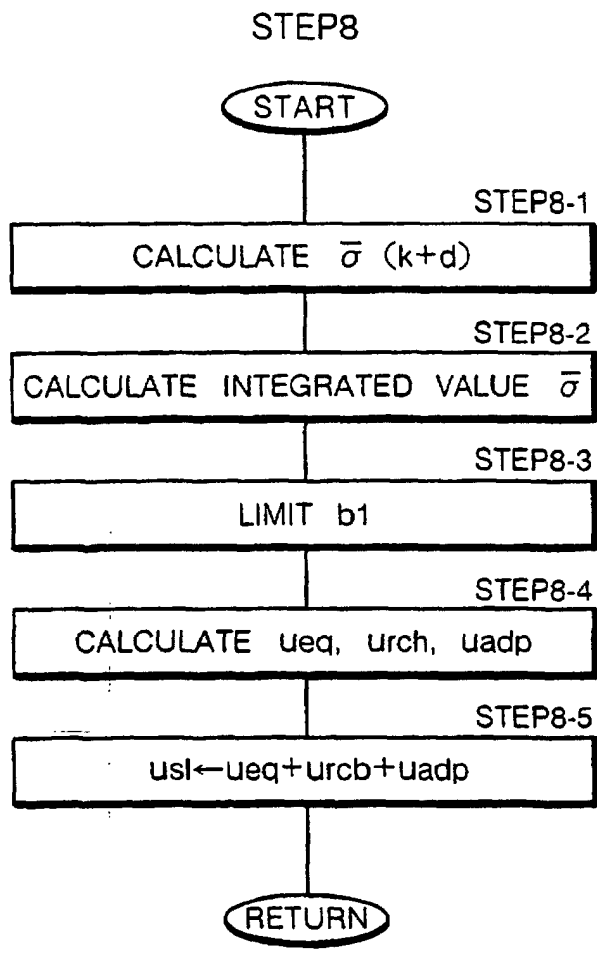 STEP8
START
STEP8-1
CALCULATE σ̅ (k+d)
STEP8-2
CALCULATE INTEGRATED VALUE σ̅
STEP8-3
LIMIT b1
STEP8-4
CALCULATE ueq, urch, uadp
STEP8-5
usl←ueq+urcb+uadp
RETURN